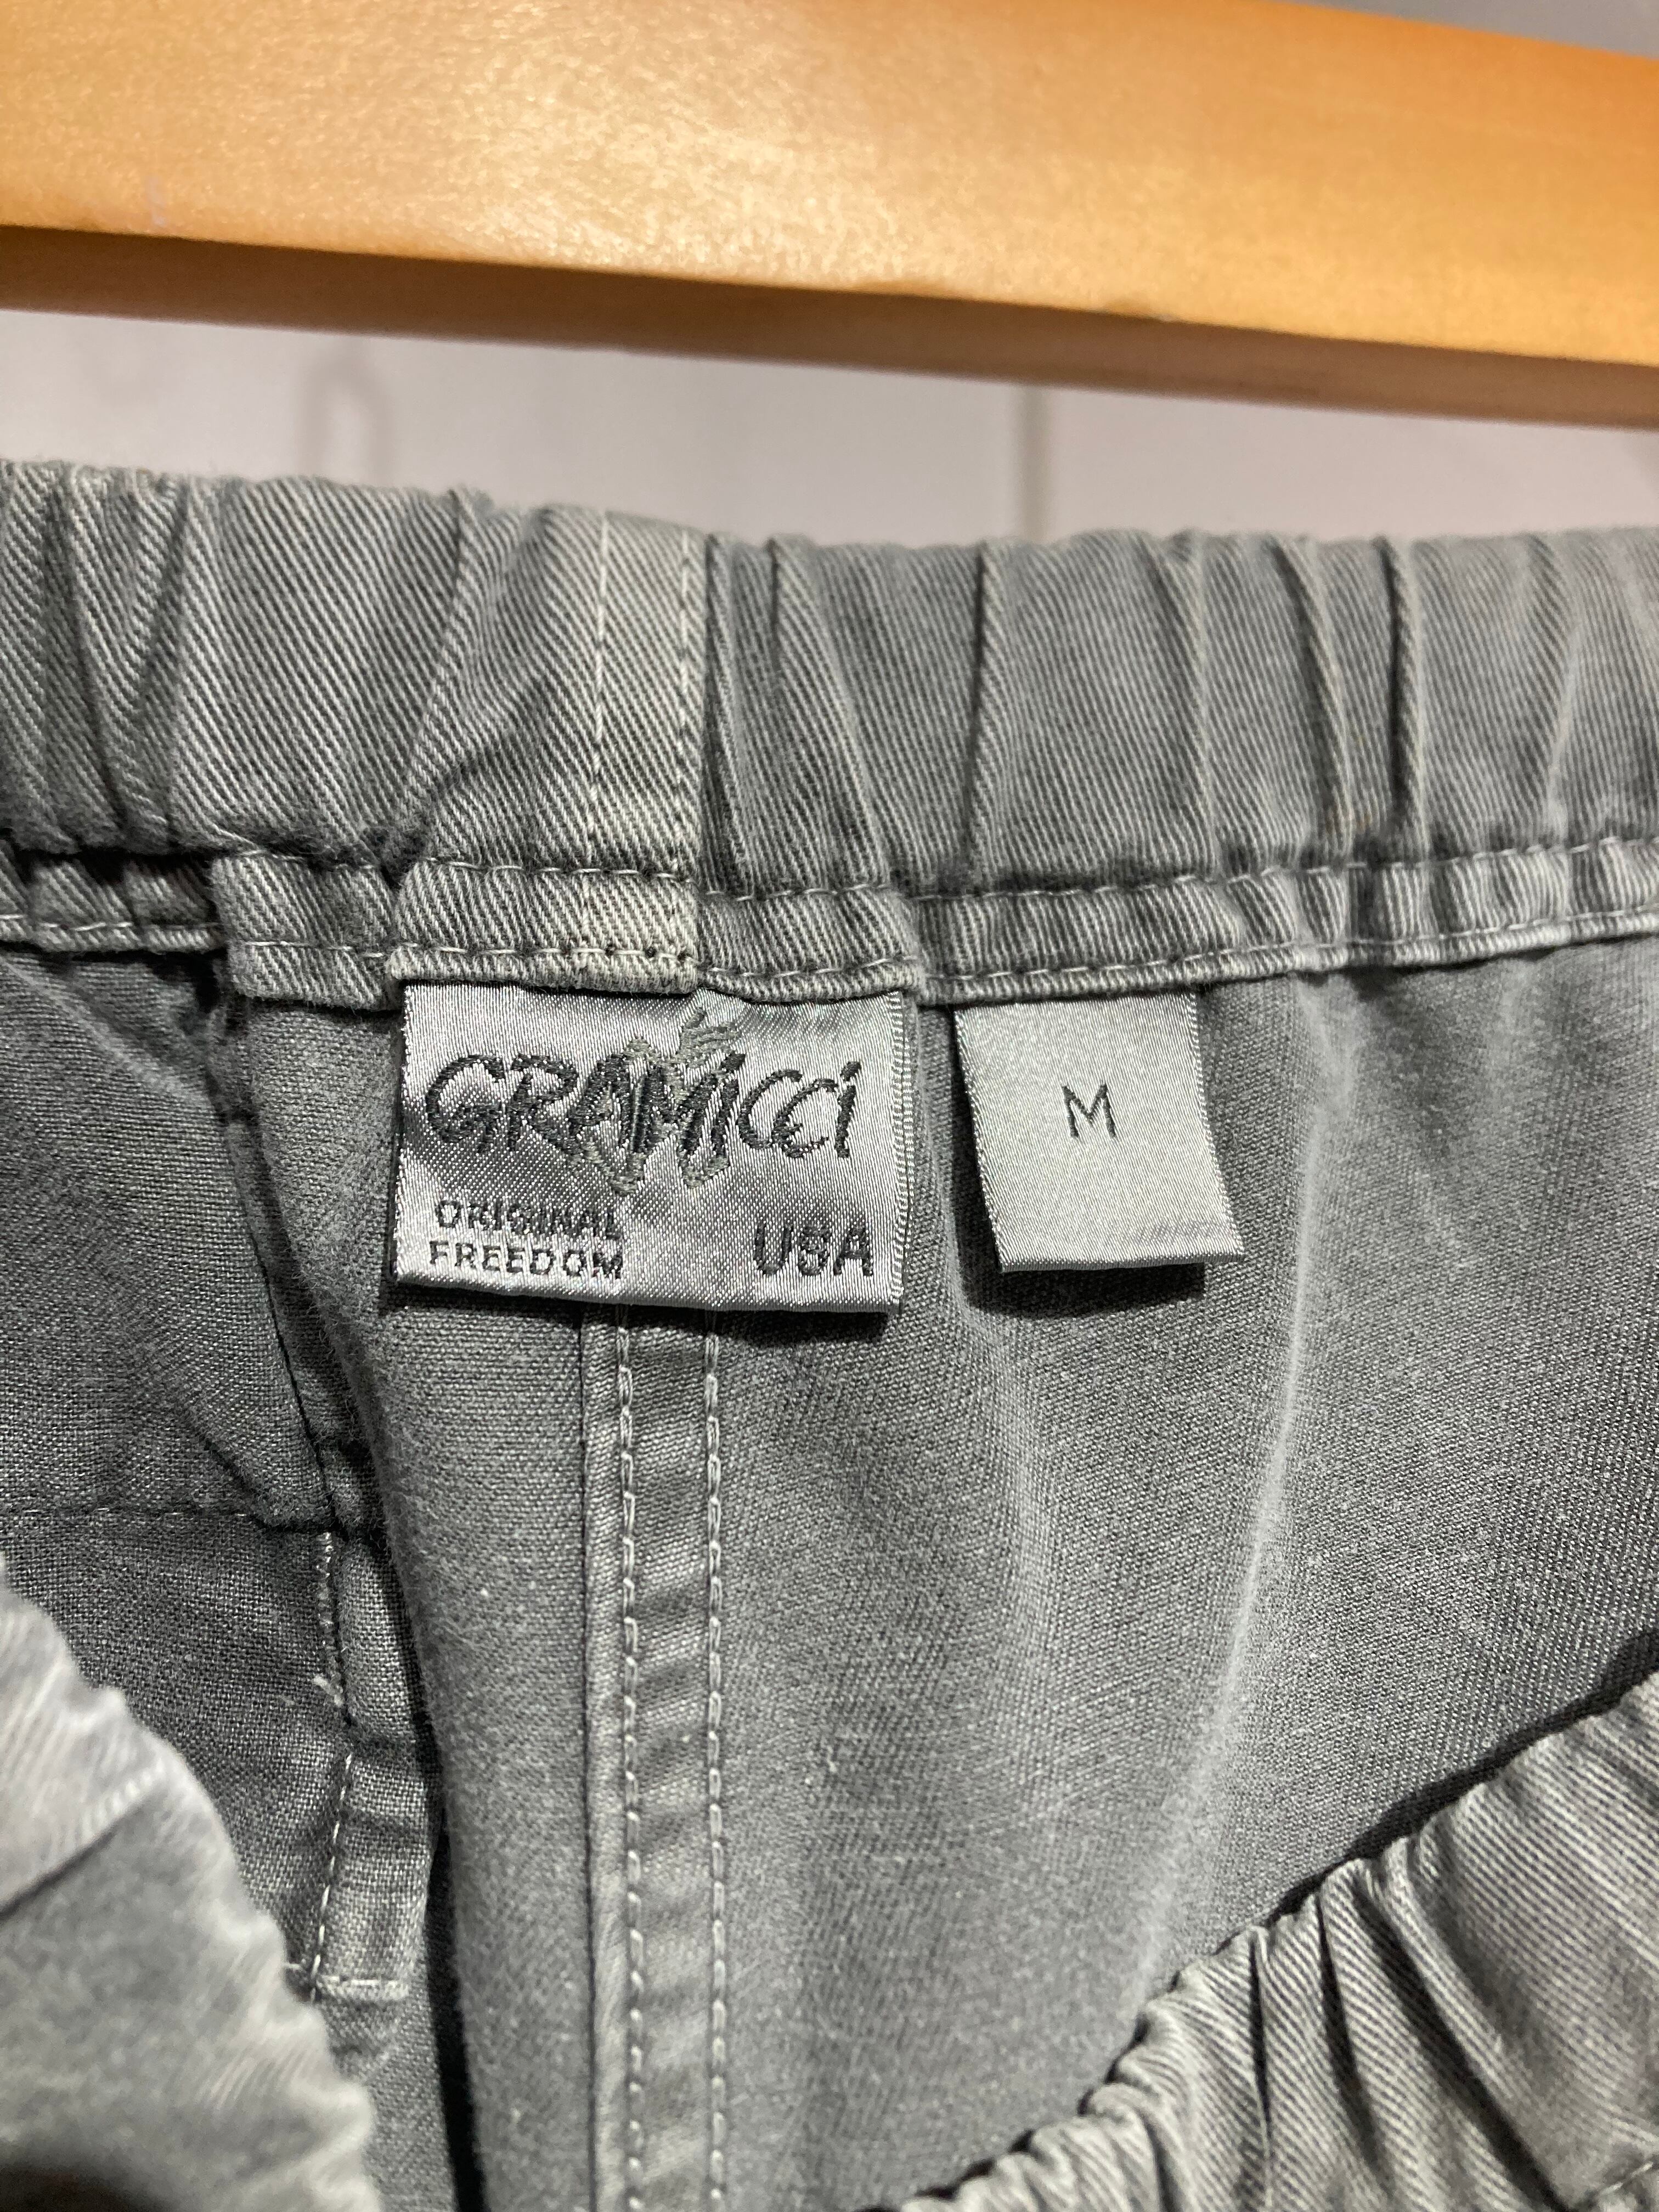 GRAMiCCi
ORIGINAL
FREEDOM
USA
M